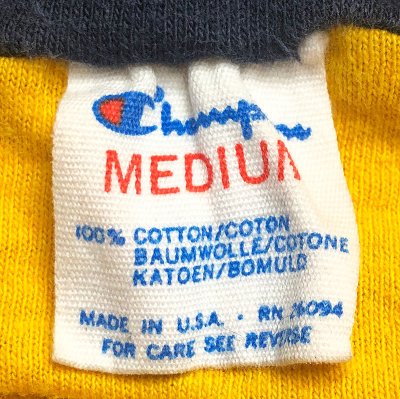 Champion
MEDIUM
100% COTTON/COTON
BAUMWOLLE/COTONE
KATOEN/BOMULD
MADE IN U.S.A. · RN 26094
FOR CARE SEE REVERSE